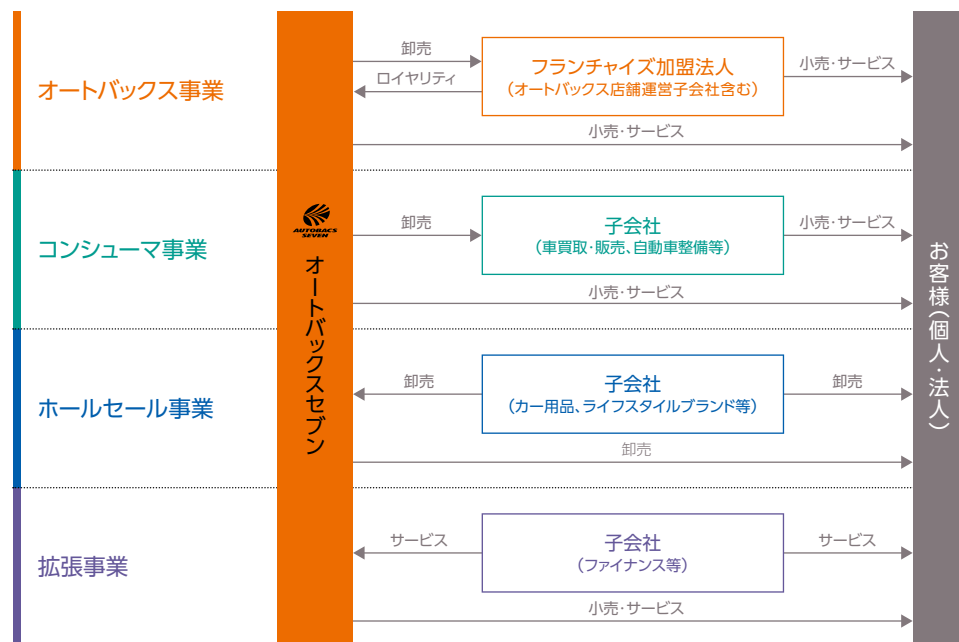 オートバックス事業
卸売
ロイヤリティ
フランチャイズ加盟法人
(オートバックス店舗運営子会社含む)
小売・サービス
小売・サービス
コンシューマ事業
卸売
子会社
(車買取・販売、自動車整備等)
小売・サービス
小売・サービス
ホールセール事業
卸売
子会社
(カー用品、ライフスタイルブランド等)
卸売
卸売
拡張事業
サービス
子会社
(ファイナンス等)
サービス
小売・サービス
AUTOBACS
SEVEN
オートバックスセブン
お客様(個人・法人)